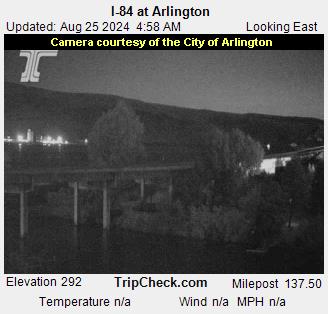 I-84 at Arlington
Updated: Aug 25 2024 4:58 AM Looking East
Camera courtesy of the City of Arlington
Elevation 292 TripCheck.com Milepost 137.50
Temperature n/a Wind n/a MPH n/a